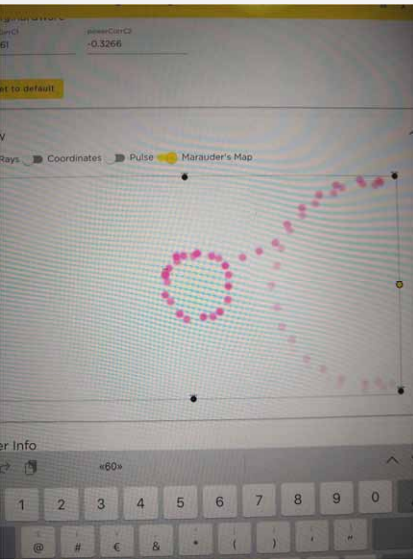 -0.3266
et to default
Rays Coordinates Pulse Marauder's Map
er Info
«60»
1 2 3 4 5 6 7 8 9 0
@ # € & * ( ) ' "